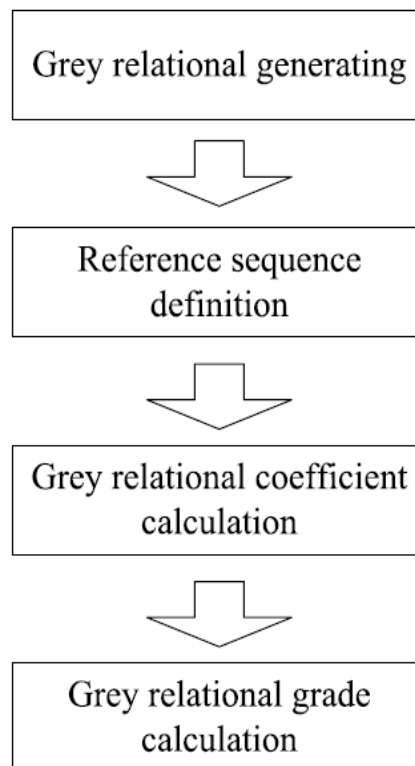 Grey relational generating
Reference sequence
definition
Grey relational coefficient
calculation
Grey relational grade
calculation